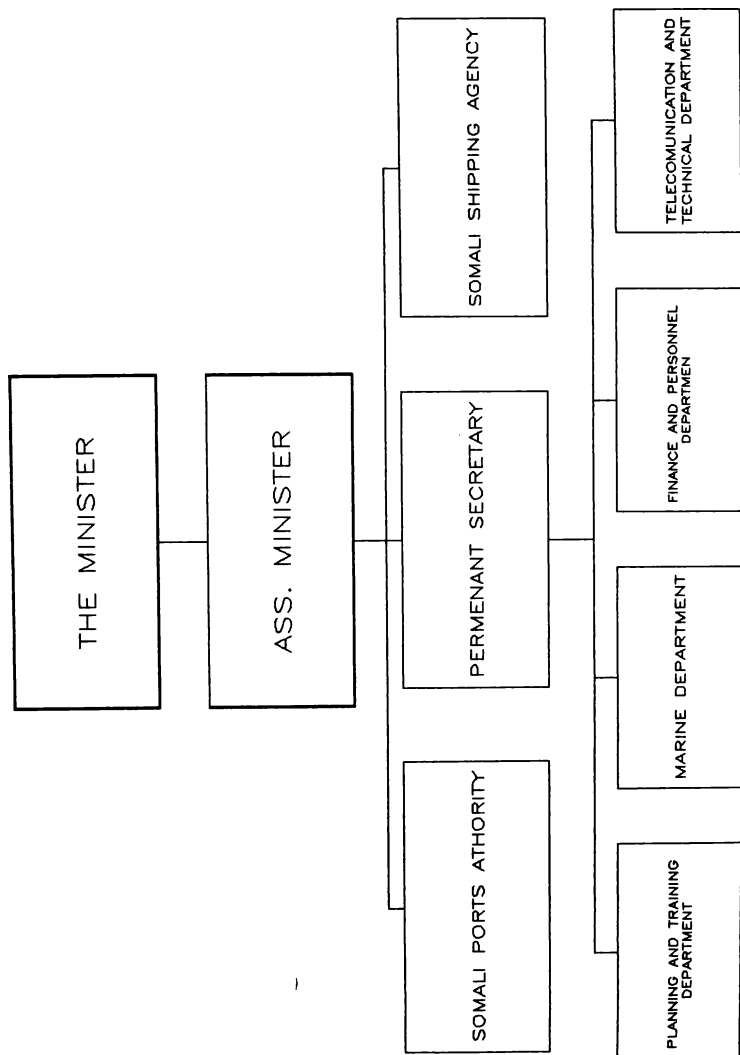 THE MINISTER
ASS. MINISTER
SOMALI PORTS ATHORITY
PERMENANT SECRETARY
SOMALI SHIPPING AGENCY
PLANNING AND TRAINING
DEPARTMENT
MARINE DEPARTMENT
FINANCE AND PERSONNEL
DEPARTMEN
TELECOMUNICATION AND
TECHNICAL DEPARTMENT